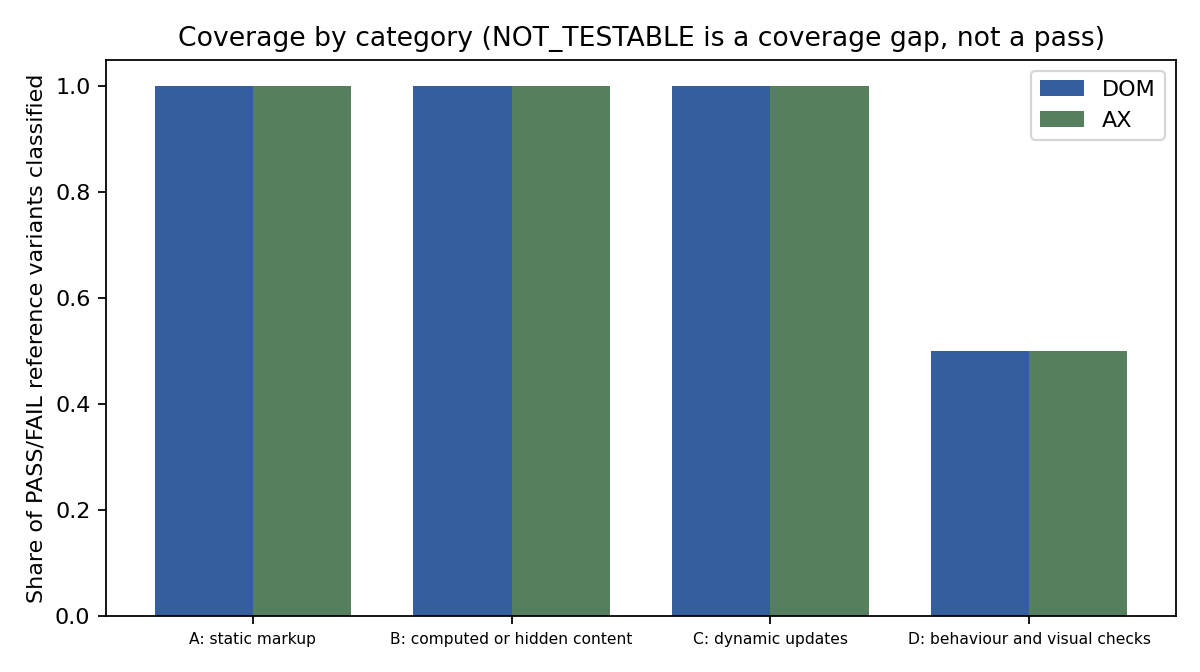 Coverage by category (NOT_TESTABLE is a coverage gap, not a pass)
Share of PASS/FAIL reference variants classified
1.0
0.8
0.6
0.4
0.2
0.0
DOM
AX
A: static markup
B: computed or hidden content
C: dynamic updates
D: behaviour and visual checks